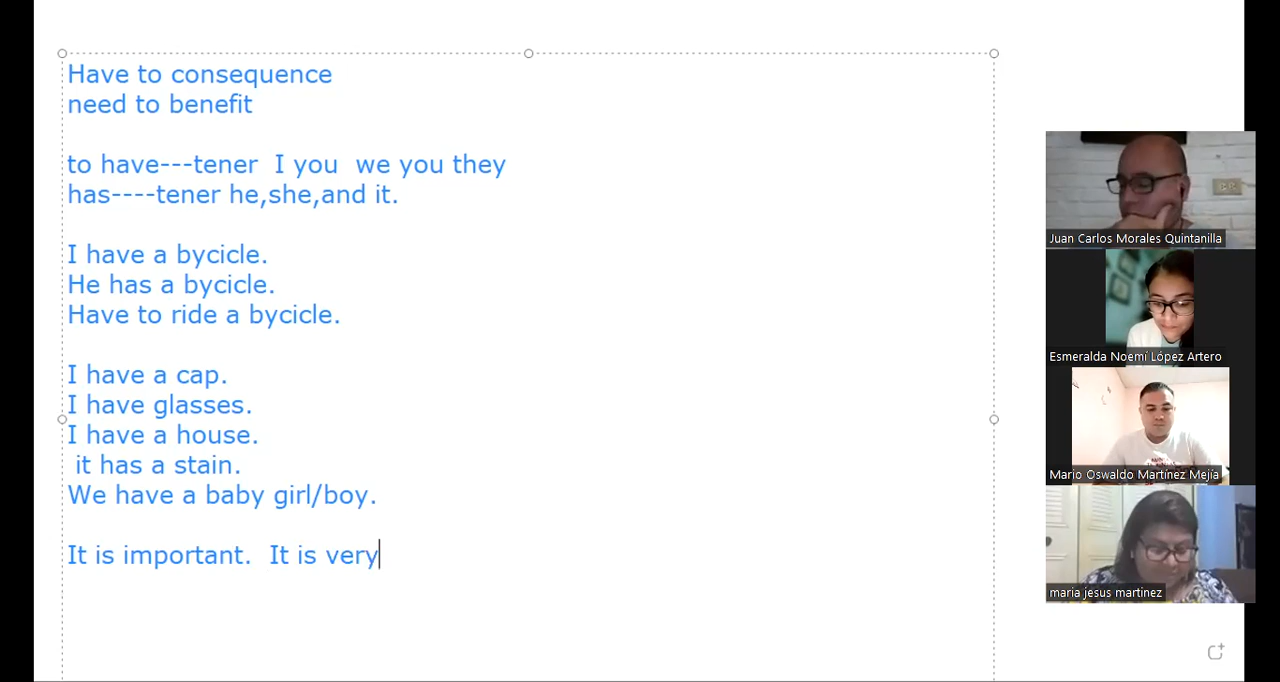 Have to consequence
need to benefit
to have---tener I you we you they
has----tener he,she,and it.
I have a bycicle.
He has a bycicle.
Have to ride a bycicle.
I have a cap.
I have glasses.
I have a house.
it has a stain.
We have a baby girl/boy.
It is important. It is very
Juan Carlos Morales Quintanilla
Esmeralda Noemí López Artero
Mario Oswaldo Martínez Mejía
maria jesus martinez